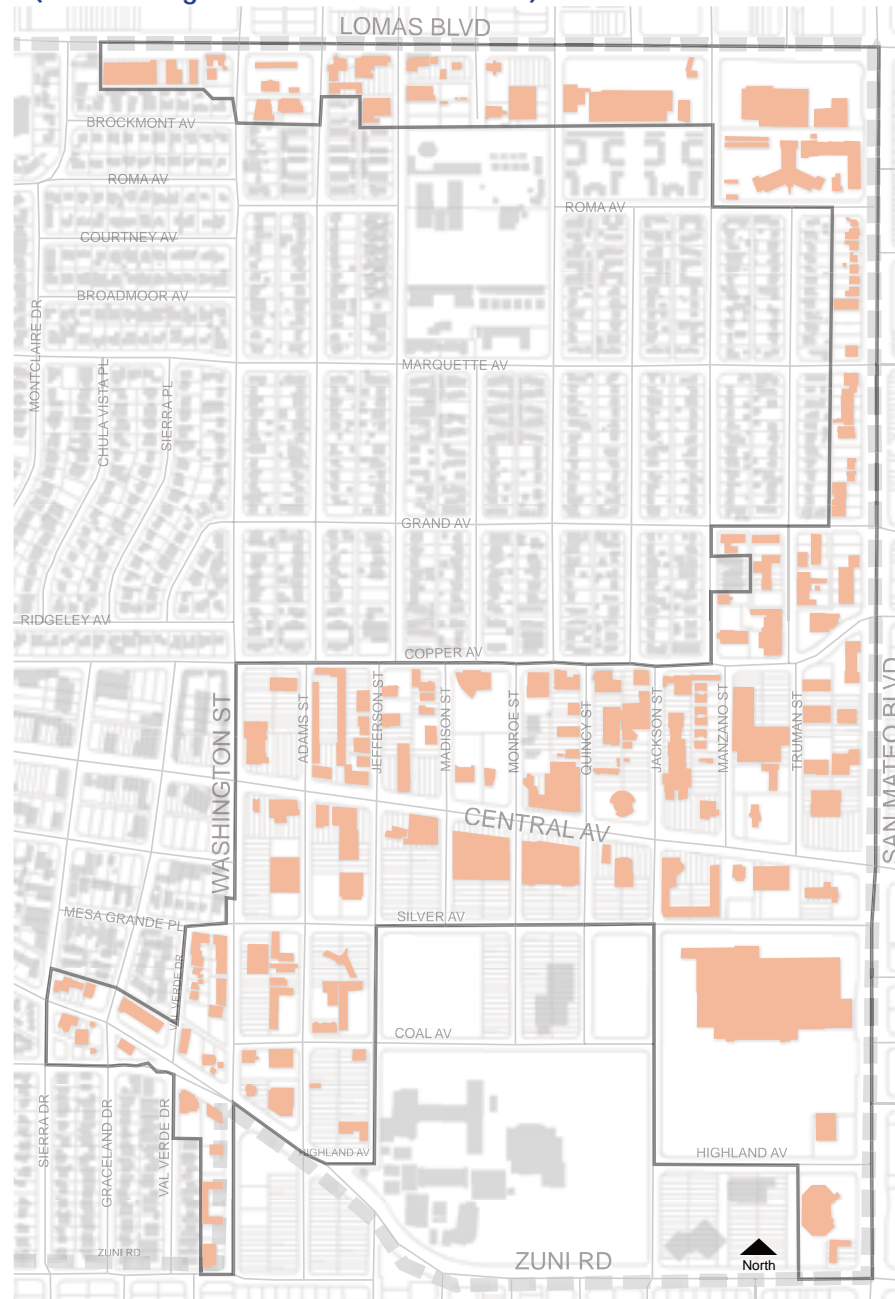 LOMAS BLVD
BROCKMONT AV
ROMA AV
ROMA AV
COURTNEY AV
BROADMOOR AV
MONTCLAIRE DR
MARQUETTE AV
CHULA VISTA PL
SIERRA PL
GRAND AV
RIDGELEY AV
COPPER AV
WASHINGTON ST
ADAMS ST
JEFFERSON ST
MADISON ST
MONROE ST
QUINCY ST
JACKSON ST
MANZANO ST
TRUMAN ST
SAN MATEO BLVD
CENTRAL AV
MESA GRANDE PL
SILVER AV
VAL VERDE DR
COAL AV
SIERRA DR
GRACELAND DR
VAL VERDE DR
HIGHLAND AV
HIGHLAND AV
ZUNI RD
ZUNI RD
North